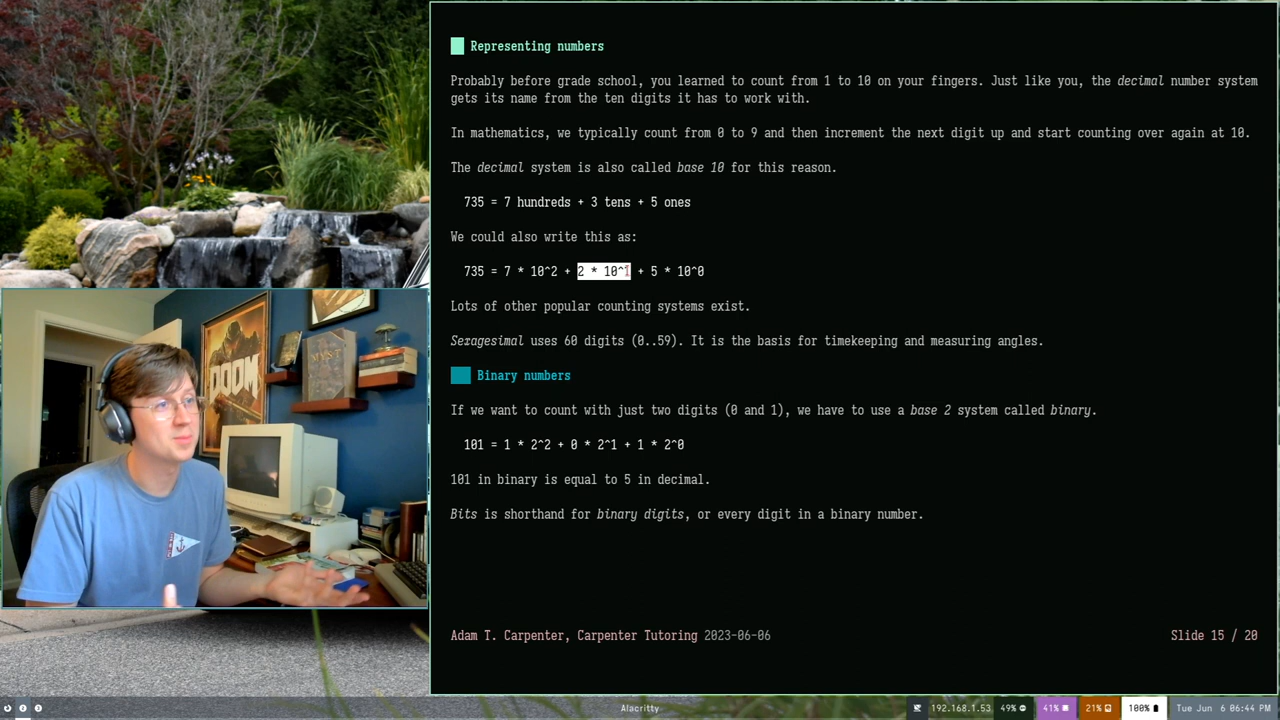 Representing numbers
Probably before grade school, you learned to count from 1 to 10 on your fingers. Just like you, the decimal number system
gets its name from the ten digits it has to work with.
In mathematics, we typically count from 0 to 9 and then increment the next digit up and start counting over again at 10.
The decimal system is also called base 10 for this reason.
735 = 7 hundreds + 3 tens + 5 ones
We could also write this as:
735 = 7 * 10^2 + 2 * 10^1 + 5 * 10^0
Lots of other popular counting systems exist.
Sexagesimal uses 60 digits (0..59). It is the basis for timekeeping and measuring angles.
Binary numbers
If we want to count with just two digits (0 and 1), we have to use a base 2 system called binary.
101 = 1 * 2^2 + 0 * 2^1 + 1 * 2^0
101 in binary is equal to 5 in decimal.
Bits is shorthand for binary digits, or every digit in a binary number.
Adam T. Carpenter, Carpenter Tutoring 2023-06-06
Slide 15 / 20
DOOM
MYST
Alacritty
192.168.1.53
49%
41%
21%
100%
Tue Jun 6 06:44 PM